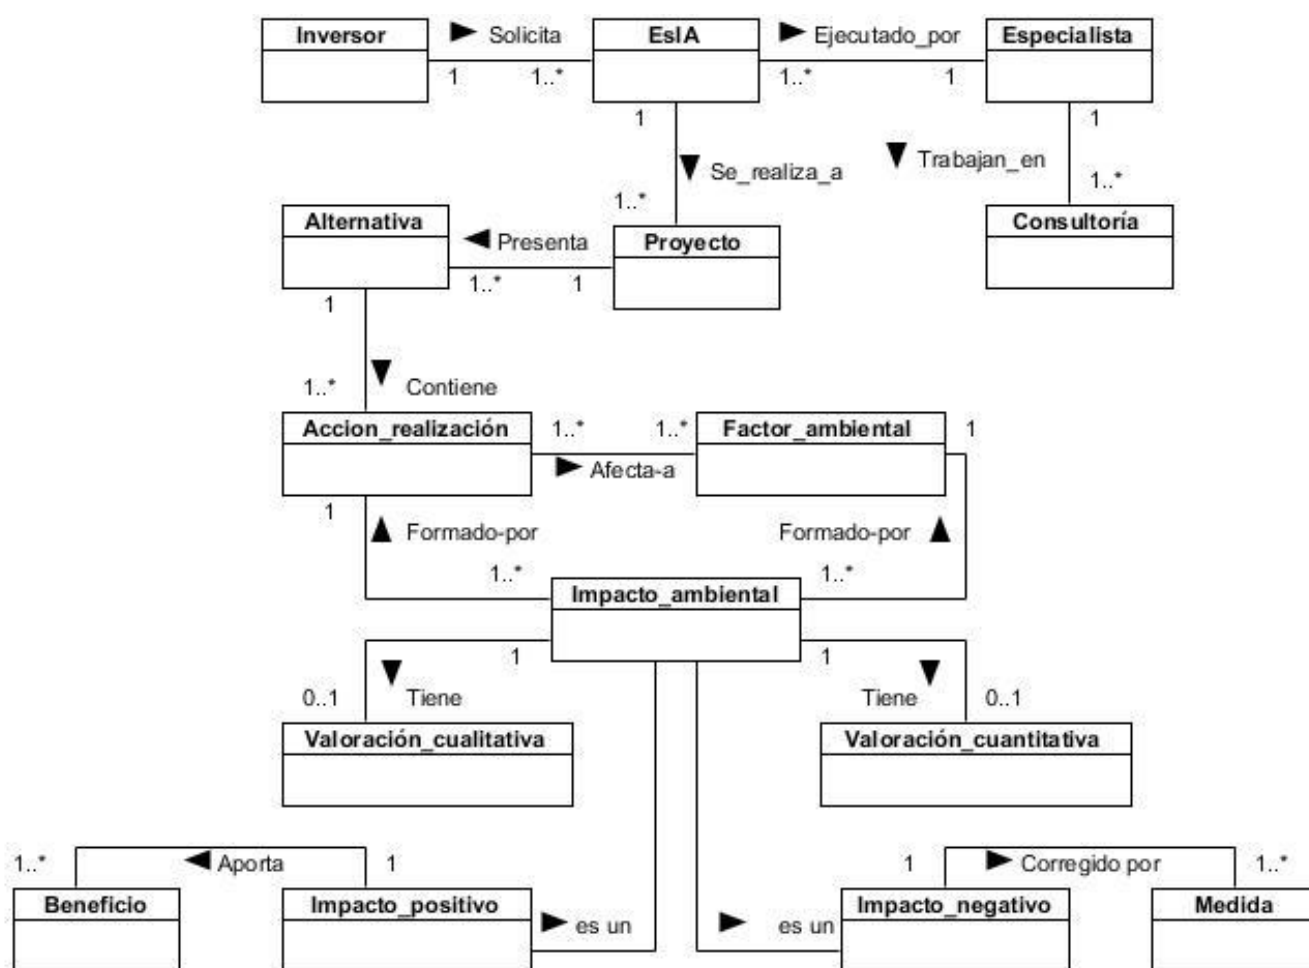 Inversor
Solicita
EsIA
Ejecutado_por
Especialista
1
1..*
1..*
1
1
1
Trabajan_en
Se_realiza_a
1..*
1..*
Alternativa
Presenta
Proyecto
Consultoría
1..*
1
1
1..*
Contiene
Accion_realización
1..*
1..*
Factor_ambiental
1
Afecta-a
1
Formado-por
Formado-por
1..*
1..*
Impacto_ambiental
1
1
0..1
Tiene
Tiene
0..1
Valoración_cualitativa
Valoración_cuantitativa
1..*
Aporta
1
1
Corregido por
1..*
Beneficio
Impacto_positivo
Impacto_negativo
Medida
es un
es un